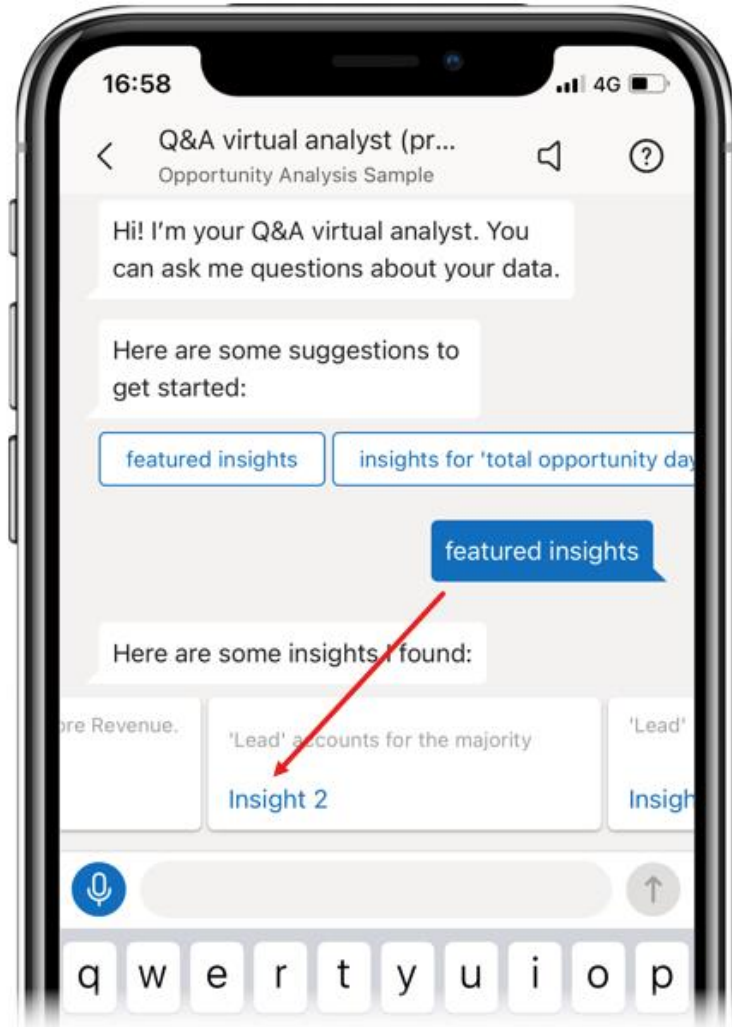 16:58
4G
Q&A virtual analyst (pr...
Opportunity Analysis Sample
Hi! I'm your Q&A virtual analyst. You
can ask me questions about your data.
Here are some suggestions to
get started:
featured insights
insights for 'total opportunity day
featured insights
Here are some insights I found:
ore Revenue.
'Lead' accounts for the majority
'Lead'
Insight 2
Insigh
q w e r t y u i o p